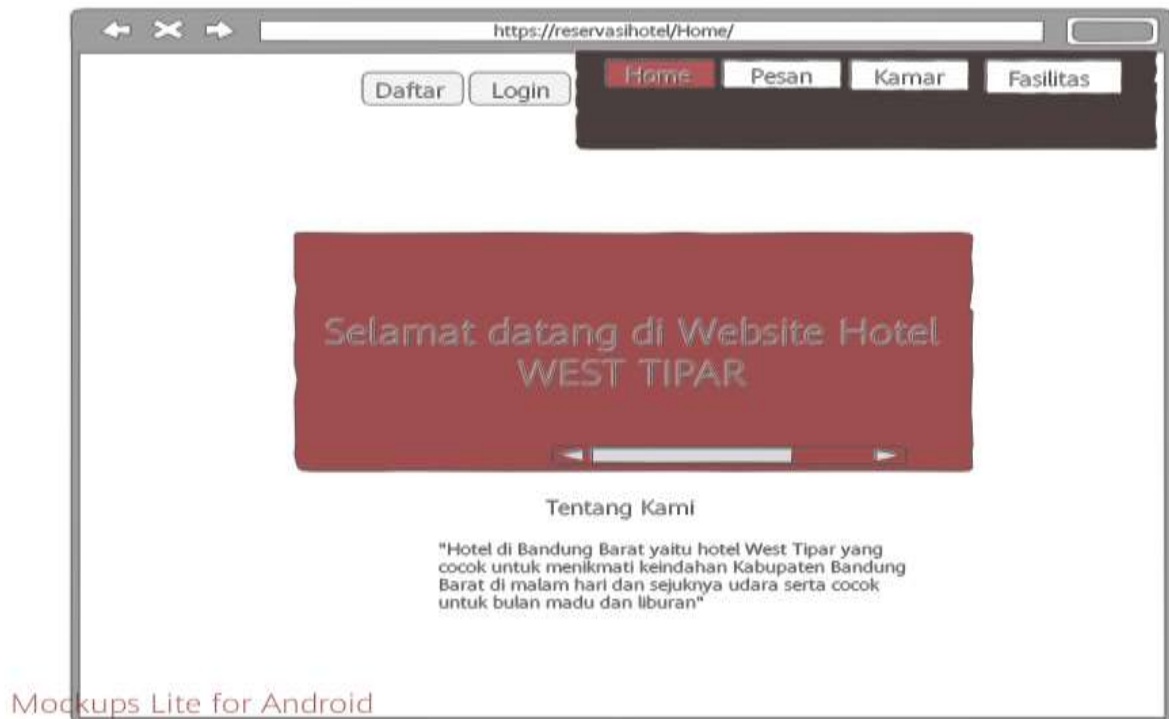 https://reservasihotel/Home/
Daftar
Login
Home
Pesan
Kamar
Fasilitas
Selamat datang di Website Hotel
WEST TIPAR
Tentang Kami
"Hotel di Bandung Barat yaitu hotel West Tipar yang
cocok untuk menikmati keindahan Kabupaten Bandung
Barat di malam hari dan sejuknya udara serta cocok
untuk bulan madu dan liburan"
Mockups Lite for Android